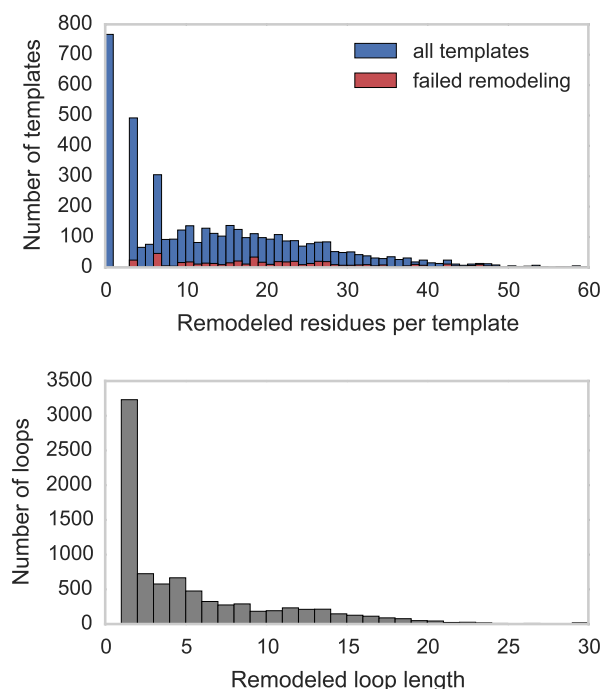 800
700
600
500
400
300
200
100
0
Number of templates
all templates
failed remodeling
0 10 20 30 40 50 60
Remodeled residues per template
3500
3000
2500
2000
1500
1000
500
0
Number of loops
0 5 10 15 20 25 30
Remodeled loop length